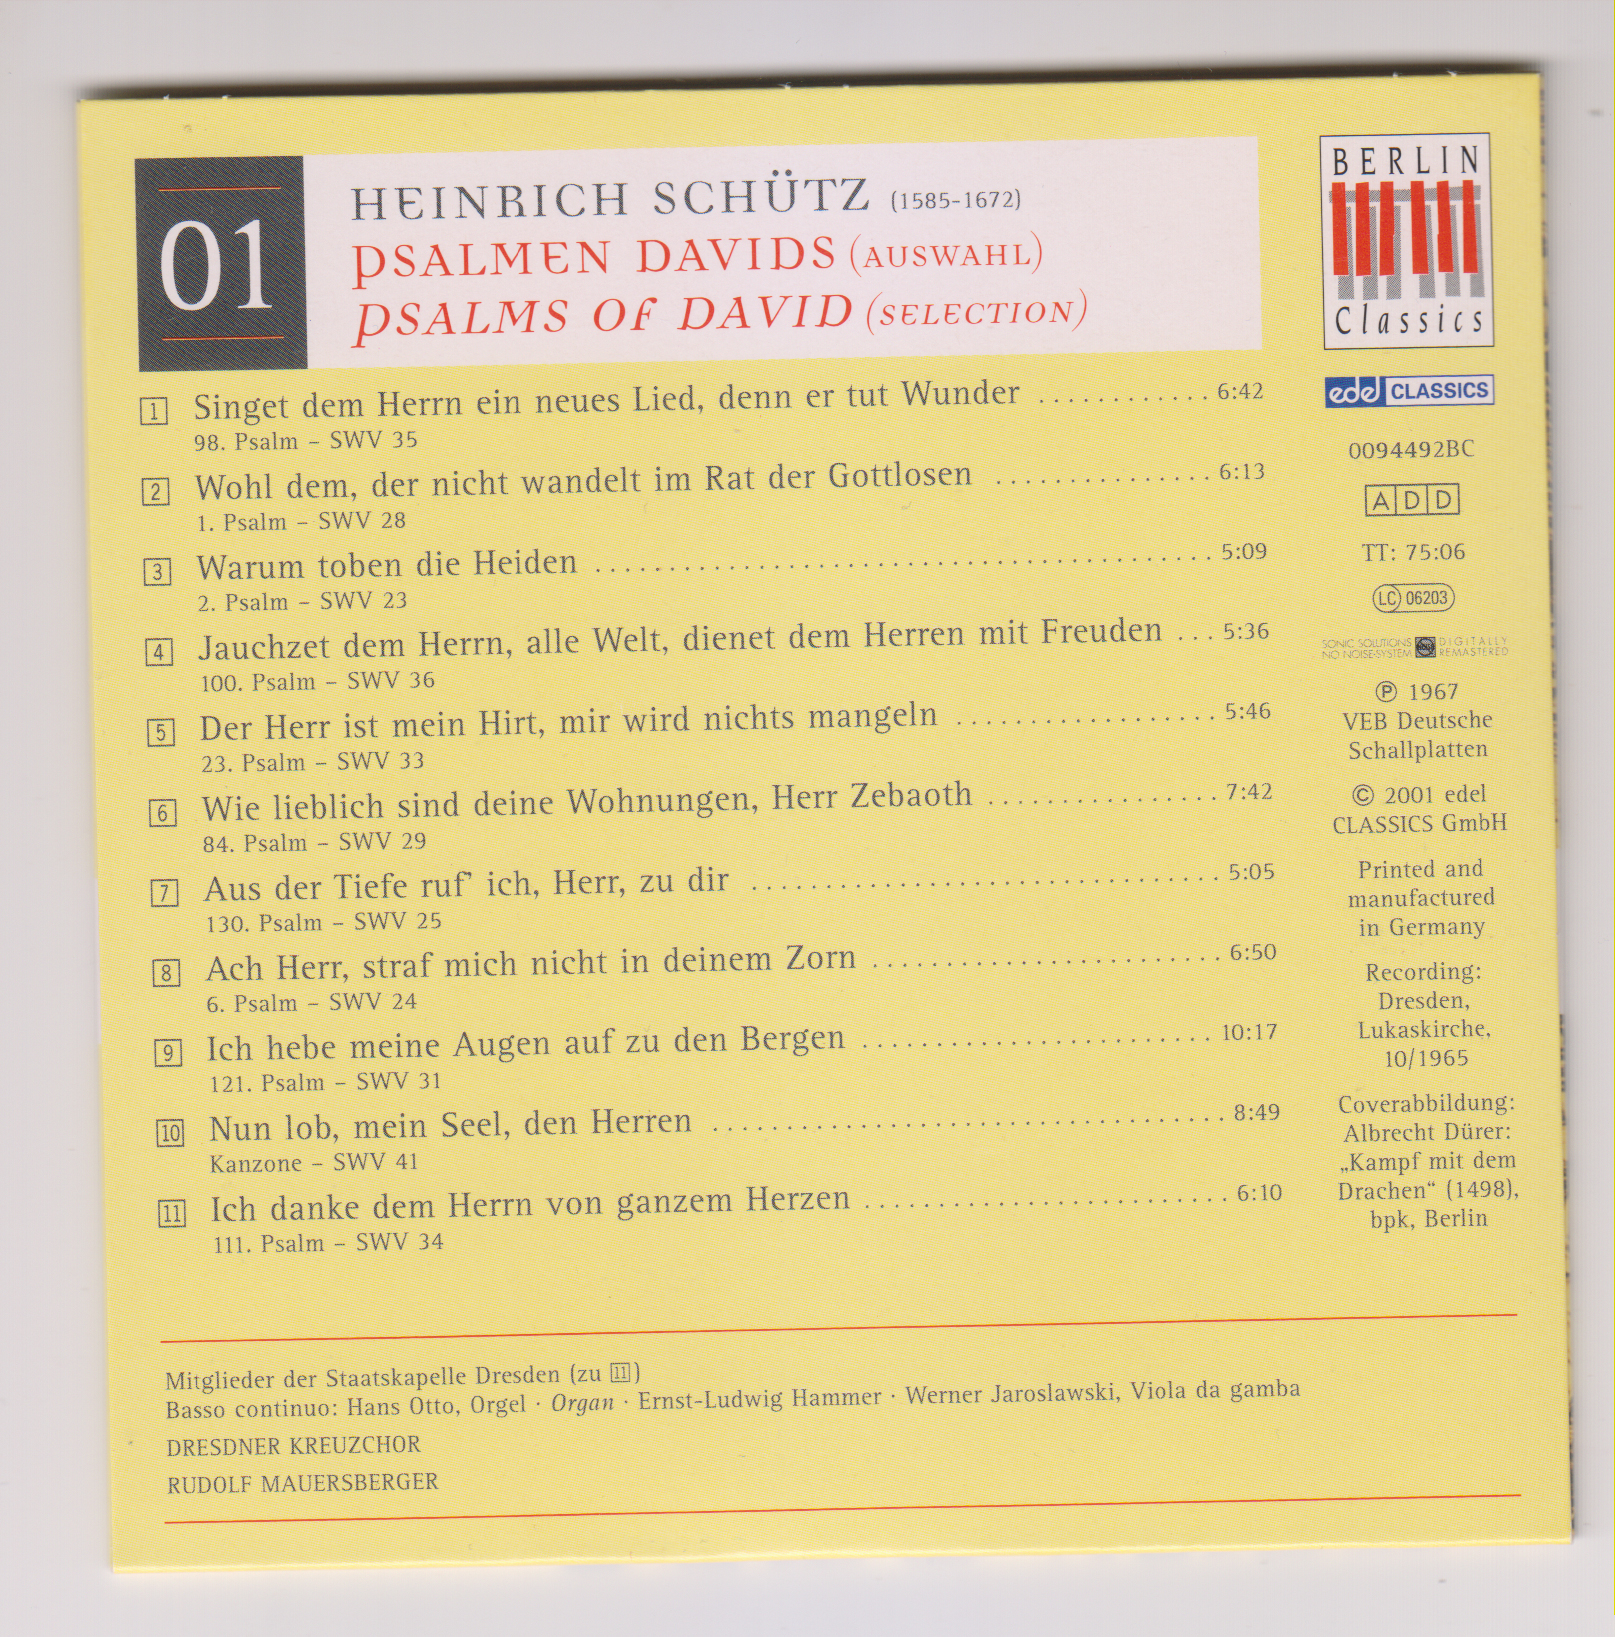 01
HEINRICH SCHÜTZ (1585-1672)
PSALMEN DAVIDS (AUSWAHL)
PSALMS OF DAVID (SELECTION)
1 Singet dem Herrn ein neues Lied, denn er tut Wunder ............ 6:42
98. Psalm – SWV 35
2 Wohl dem, der nicht wandelt im Rat der Gottlosen ............... 6:13
1. Psalm – SWV 28
3 Warum toben die Heiden .......................................... 5:09
2. Psalm – SWV 23
4 Jauchzet dem Herrn, alle Welt, dienet dem Herren mit Freuden ... 5:36
100. Psalm – SWV 36
5 Der Herr ist mein Hirt, mir wird nichts mangeln .................. 5:46
23. Psalm – SWV 33
6 Wie lieblich sind deine Wohnungen, Herr Zebaoth ................ 7:42
84. Psalm – SWV 29
7 Aus der Tiefe ruf' ich, Herr, zu dir ................................ 5:05
130. Psalm – SWV 25
8 Ach Herr, straf mich nicht in deinem Zorn ........................ 6:50
6. Psalm – SWV 24
9 Ich hebe meine Augen auf zu den Bergen ........................ 10:17
121. Psalm – SWV 31
10 Nun lob, mein Seel, den Herren ................................... 8:49
Kanzone – SWV 41
11 Ich danke dem Herrn von ganzem Herzen ......................... 6:10
111. Psalm – SWV 34
BERLIN
Classics
edel CLASSICS
0094492BC
ADD
TT: 75:06
LC 06203
SONIC SOLUTIONS DIGITALLY
NO NOISE-SYSTEM REMASTERED
℗ 1967
VEB Deutsche
Schallplatten
© 2001 edel
CLASSICS GmbH
Printed and
manufactured
in Germany
Recording:
Dresden,
Lukaskirche,
10/1965
Coverabbildung:
Albrecht Dürer:
„Kampf mit dem
Drachen“ (1498),
bpk, Berlin
Mitglieder der Staatskapelle Dresden (zu 11)
Basso continuo: Hans Otto, Orgel · Organ · Ernst-Ludwig Hammer · Werner Jaroslawski, Viola da gamba
DRESDNER KREUZCHOR
RUDOLF MAUERSBERGER